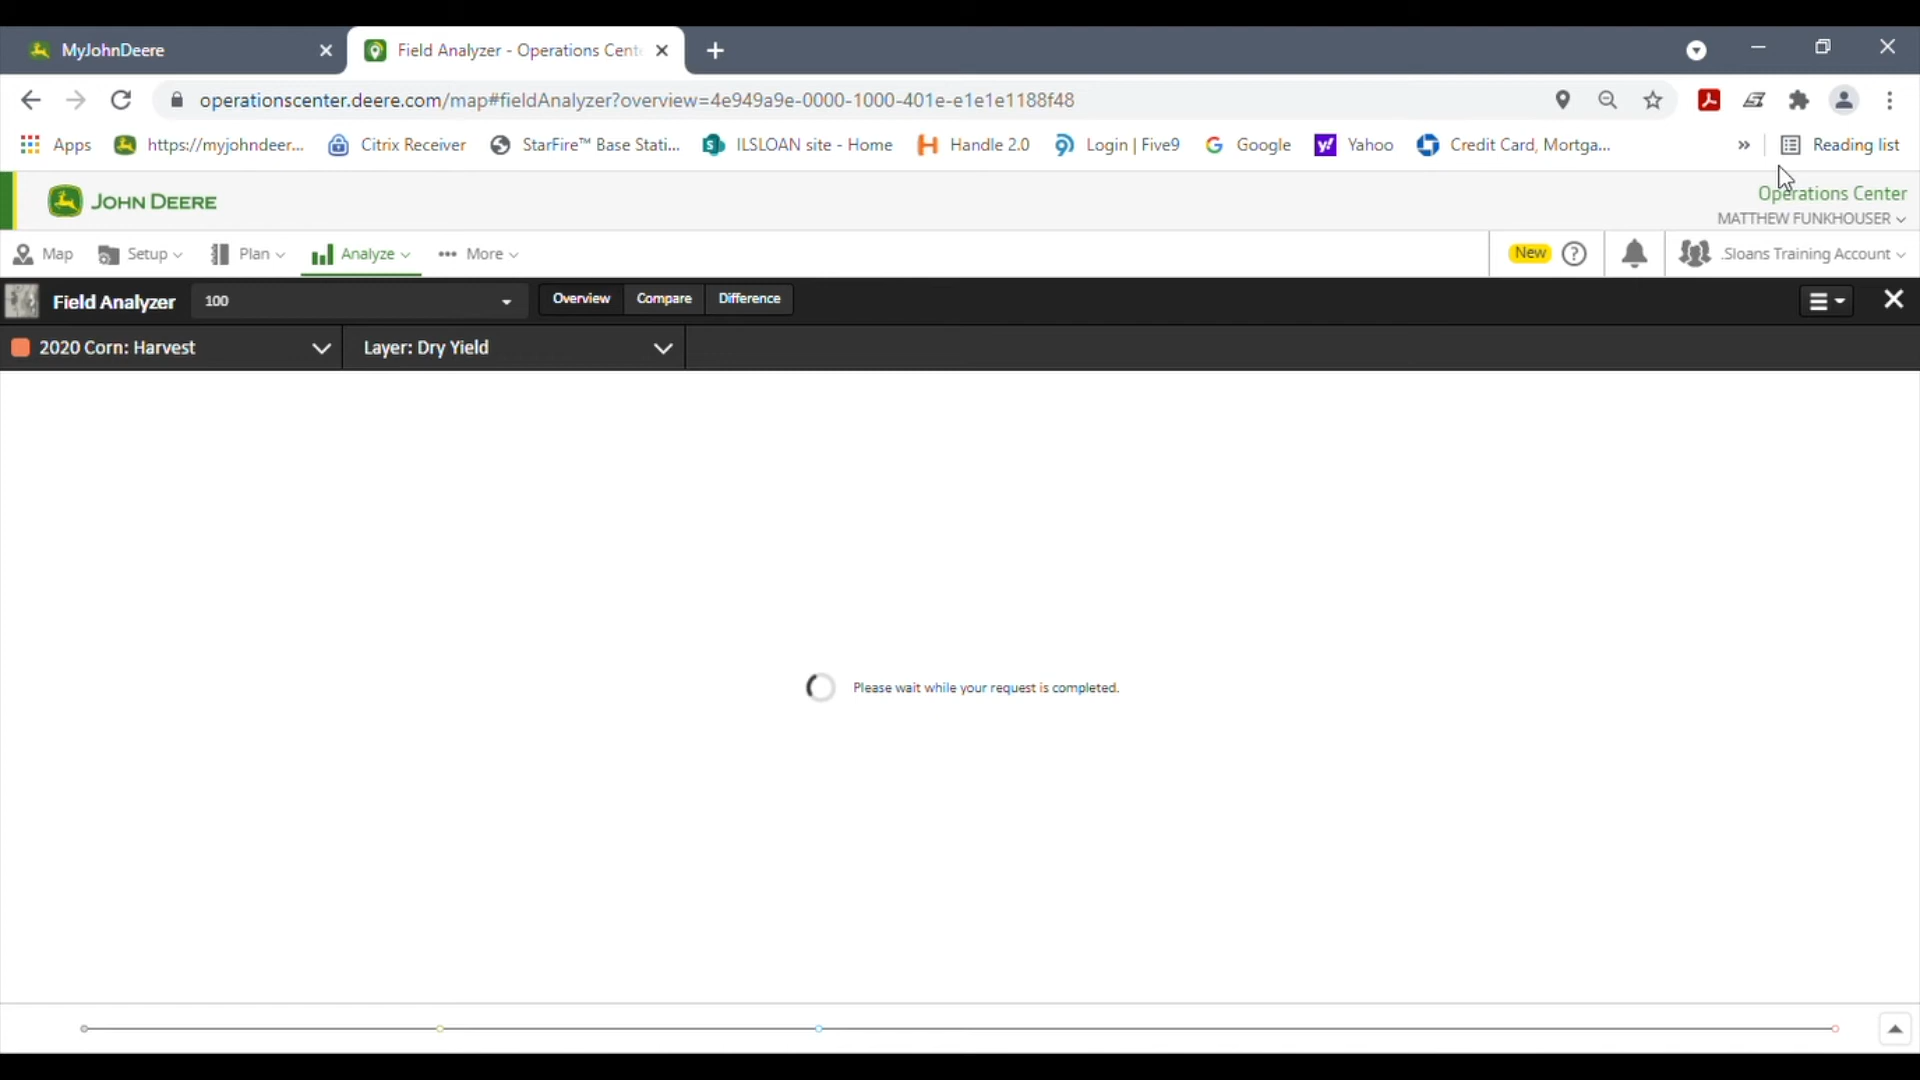 MyJohnDeere
Field Analyzer - Operations Cent
operationscenter.deere.com/map#fieldAnalyzer?overview=4e949a9e-0000-1000-401e-e1e1e1188f48
Apps https://myjohndeer... Citrix Receiver StarFire™ Base Stati... ILSLOAN site - Home Handle 2.0 Login | Five9 Google Yahoo Credit Card, Mortga... » Reading list
JOHN DEERE
Operations Center
MATTHEW FUNKHOUSER
Map Setup Plan Analyze More New ? .Sloans Training Account
Field Analyzer 100 Overview Compare Difference
2020 Corn: Harvest Layer: Dry Yield
Please wait while your request is completed.